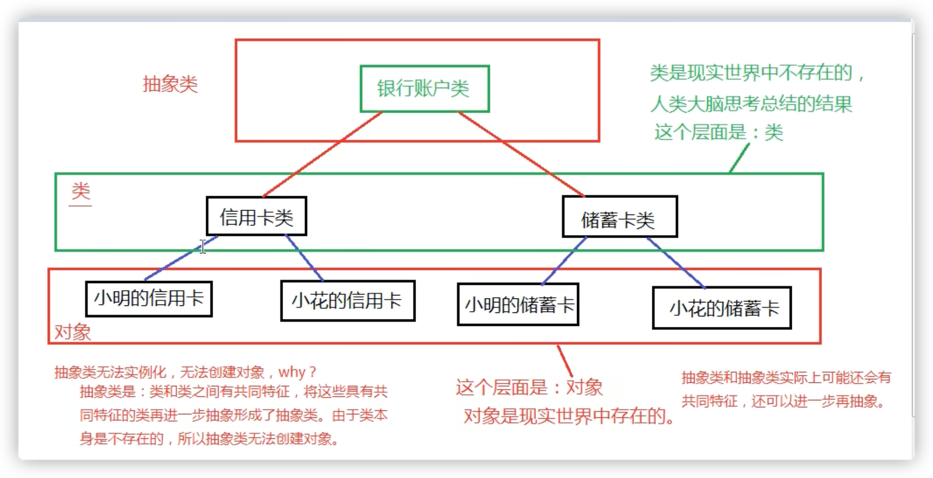 抽象类
银行账户类
类是现实世界中不存在的，
人类大脑思考总结的结果
这个层面是：类
类
信用卡类
储蓄卡类
小明的信用卡
小花的信用卡
小明的储蓄卡
小花的储蓄卡
对象
抽象类无法实例化，无法创建对象，why？
抽象类是：类和类之间有共同特征，将这些具有共
同特征的类再进一步抽象形成了抽象类。由于类本
身是不存在的，所以抽象类无法创建对象。
这个层面是：对象
对象是现实世界中存在的。
抽象类和抽象类实际上可能还会有
共同特征，还可以进一步再抽象。